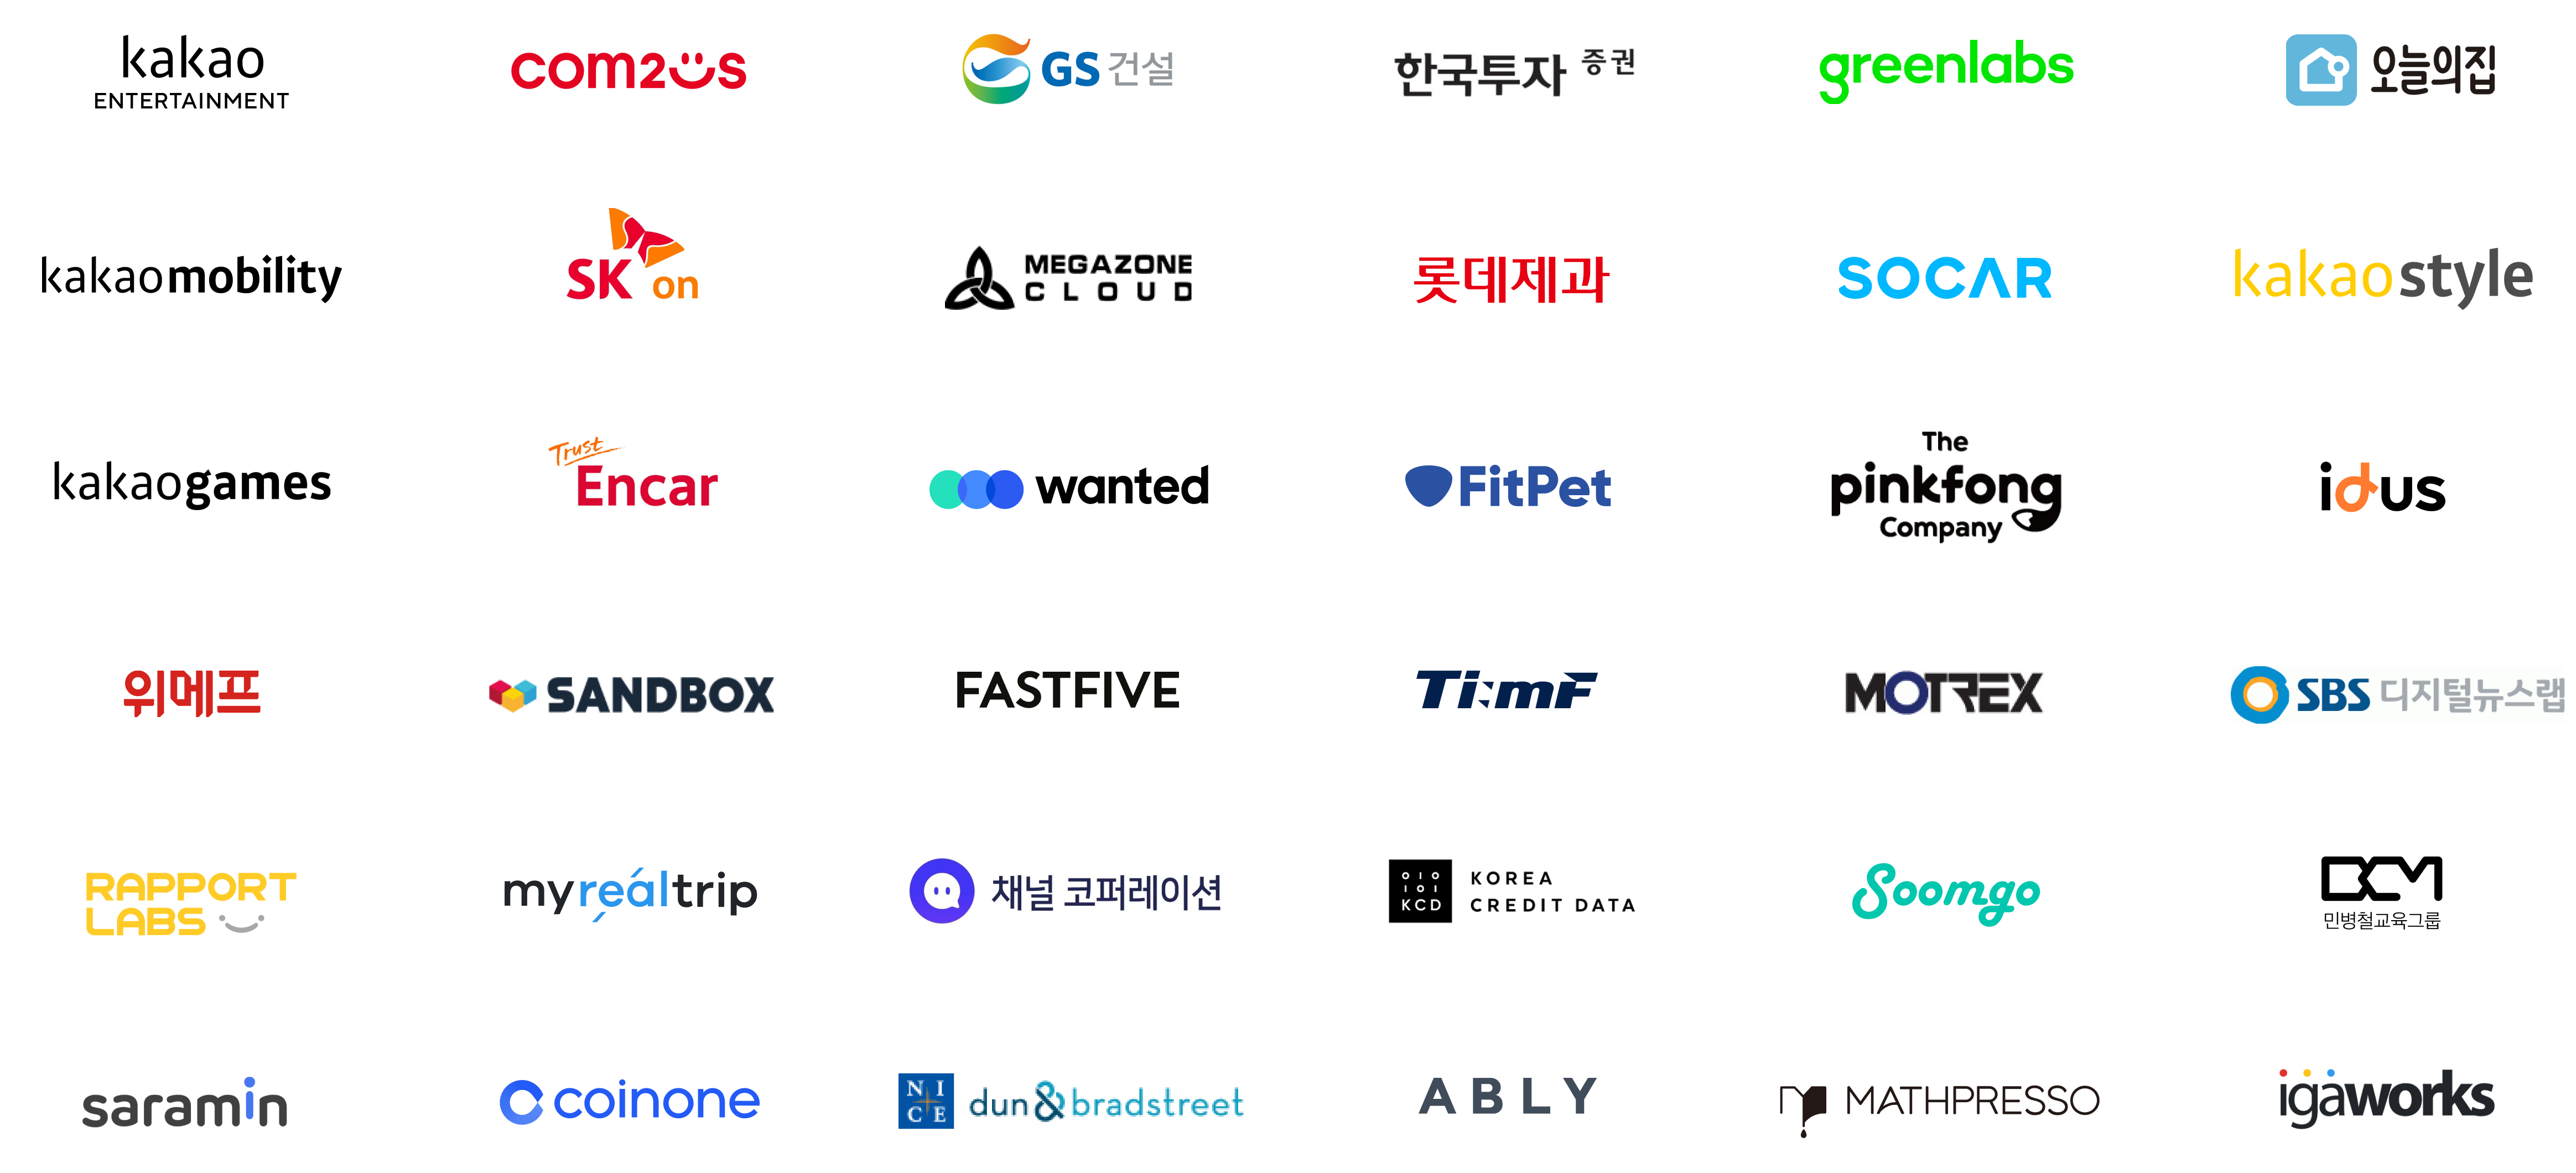 kakao
ENTERTAINMENT
com2us
GS 건설
한국투자 증권
greenlabs
오늘의집
kakaomobility
SK on
MEGAZONE
CLOUD
롯데제과
SOCAR
kakaostyle
kakaogames
Trust
Encar
wanted
FitPet
The
pinkfong
Company
idus
위메프
SANDBOX
FASTFIVE
MOTREX
SBS 디지털뉴스랩
RAPPORT
LABS
myrealtrip
채널 코퍼레이션
KCD
KOREA
CREDIT DATA
Soomgo
BCM
민병철교육그룹
saramin
coinone
NI
CE
dun & bradstreet
ABLY
MATHPRESSO
igaworks